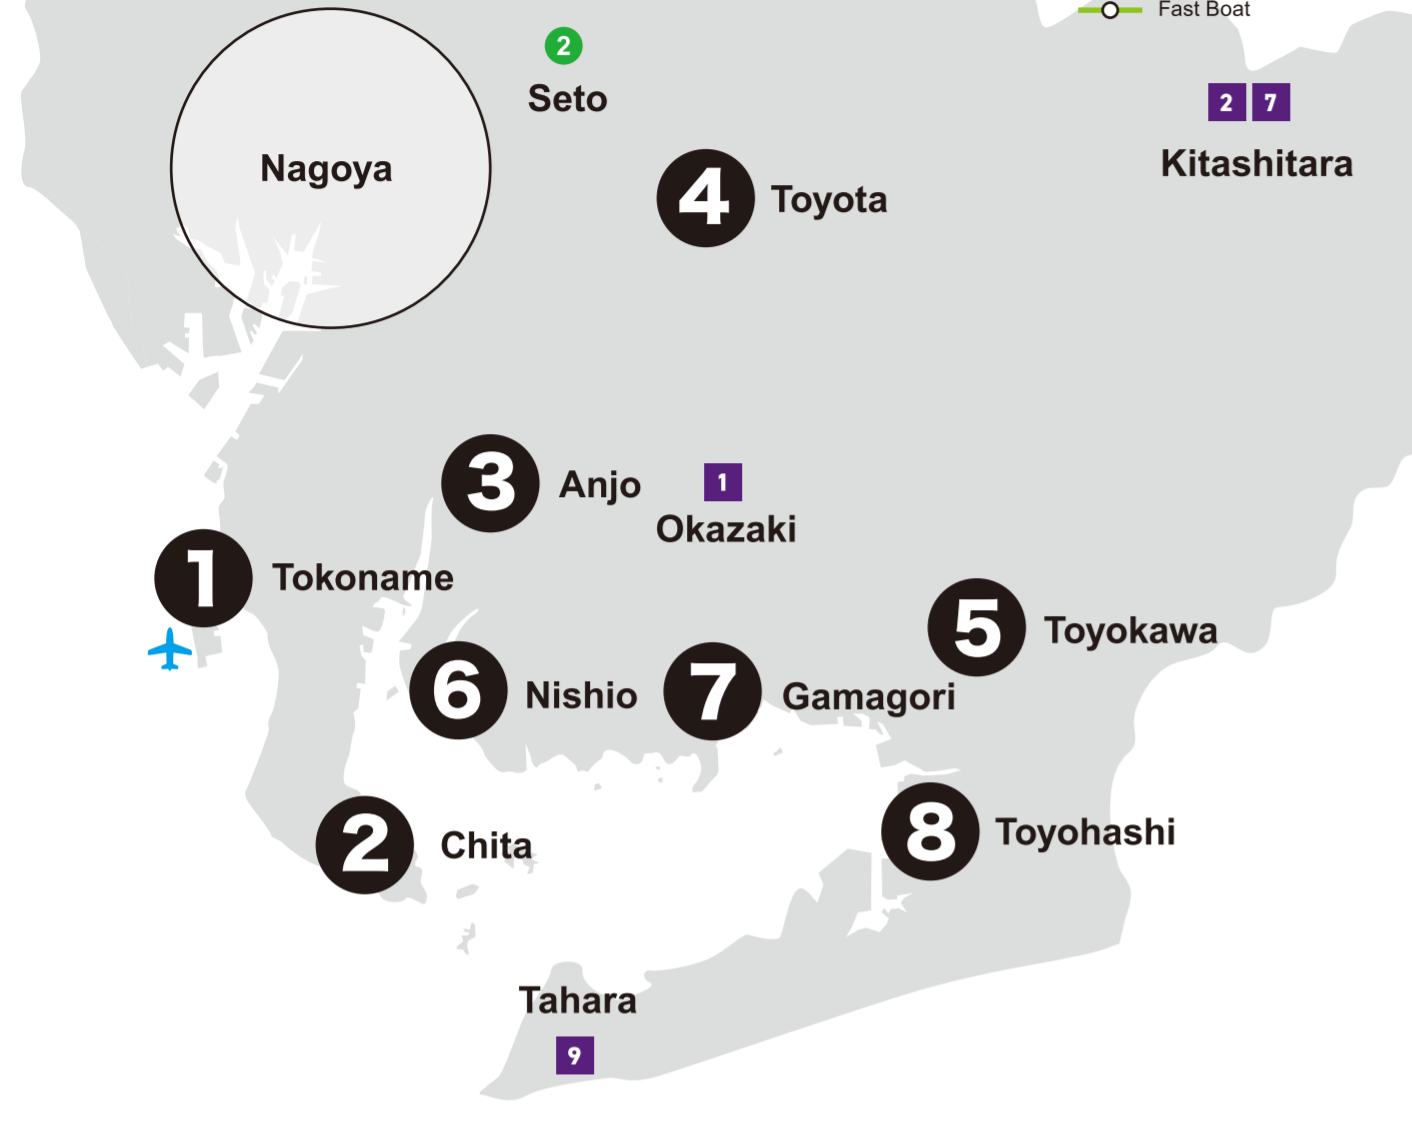 Fast Boat
2
Seto
2 7
Kitashitara
Nagoya
4 Toyota
3 Anjo
1
Okazaki
1 Tokoname
5 Toyokawa
6 Nishio
7 Gamagori
8 Toyohashi
2 Chita
Tahara
9